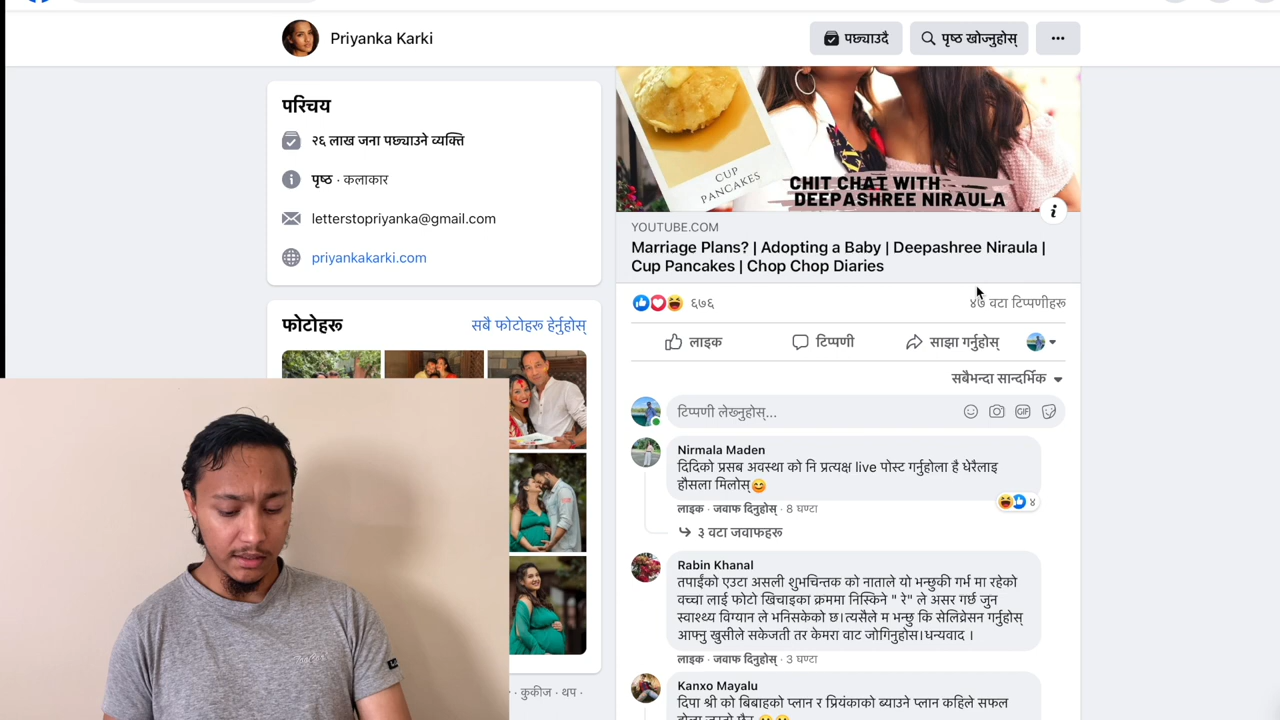 Priyanka Karki
पछ्याउदै
पृष्ठ खोज्नुहोस्
परिचय
२६ लाख जना पछ्याउने व्यक्ति
पृष्ठ · कलाकार
letterstopriyanka@gmail.com
priyankakarki.com
फोटोहरू
सबै फोटोहरू हेर्नुहोस्
· कुकीज · थप ·
CUP
PANCAKES
CHIT CHAT WITH
DEEPASHREE NIRAULA
YOUTUBE.COM
Marriage Plans? | Adopting a Baby | Deepashree Niraula |
Cup Pancakes | Chop Chop Diaries
६७६
४७ वटा टिप्पणीहरू
लाइक
टिप्पणी
साझा गर्नुहोस्
सबैभन्दा सान्दर्भिक
टिप्पणी लेख्नुहोस्...
GIF
Nirmala Maden
दिदिको प्रसब अवस्था को नि प्रत्यक्ष live पोस्ट गर्नुहोला है धेरैलाइ
हौसला मिलोस्😊
४
लाइक · जवाफ दिनुहोस् · 8 घण्टा
३ वटा जवाफहरू
Rabin Khanal
तपाईंको एउटा असली शुभचिन्तक को नाताले यो भन्छुकी गर्भ मा रहेको
वच्चा लाई फोटो खिचाइका क्रममा निस्किने " रे" ले असर गर्छ जुन
स्वाश्थ्य विग्यान ले भनिसकेको छ।त्यसैले म भन्छु कि सेलिव्रेसन गर्नुहोस्
आफ्नु खुसीले सकेजती तर केमरा वाट जोगिनुहोस।धन्यवाद ।
लाइक · जवाफ दिनुहोस् · 3 घण्टा
Kanxo Mayalu
दिपा श्री को बिबाहको प्लान र प्रियंकाको ब्याउने प्लान कहिले सफल